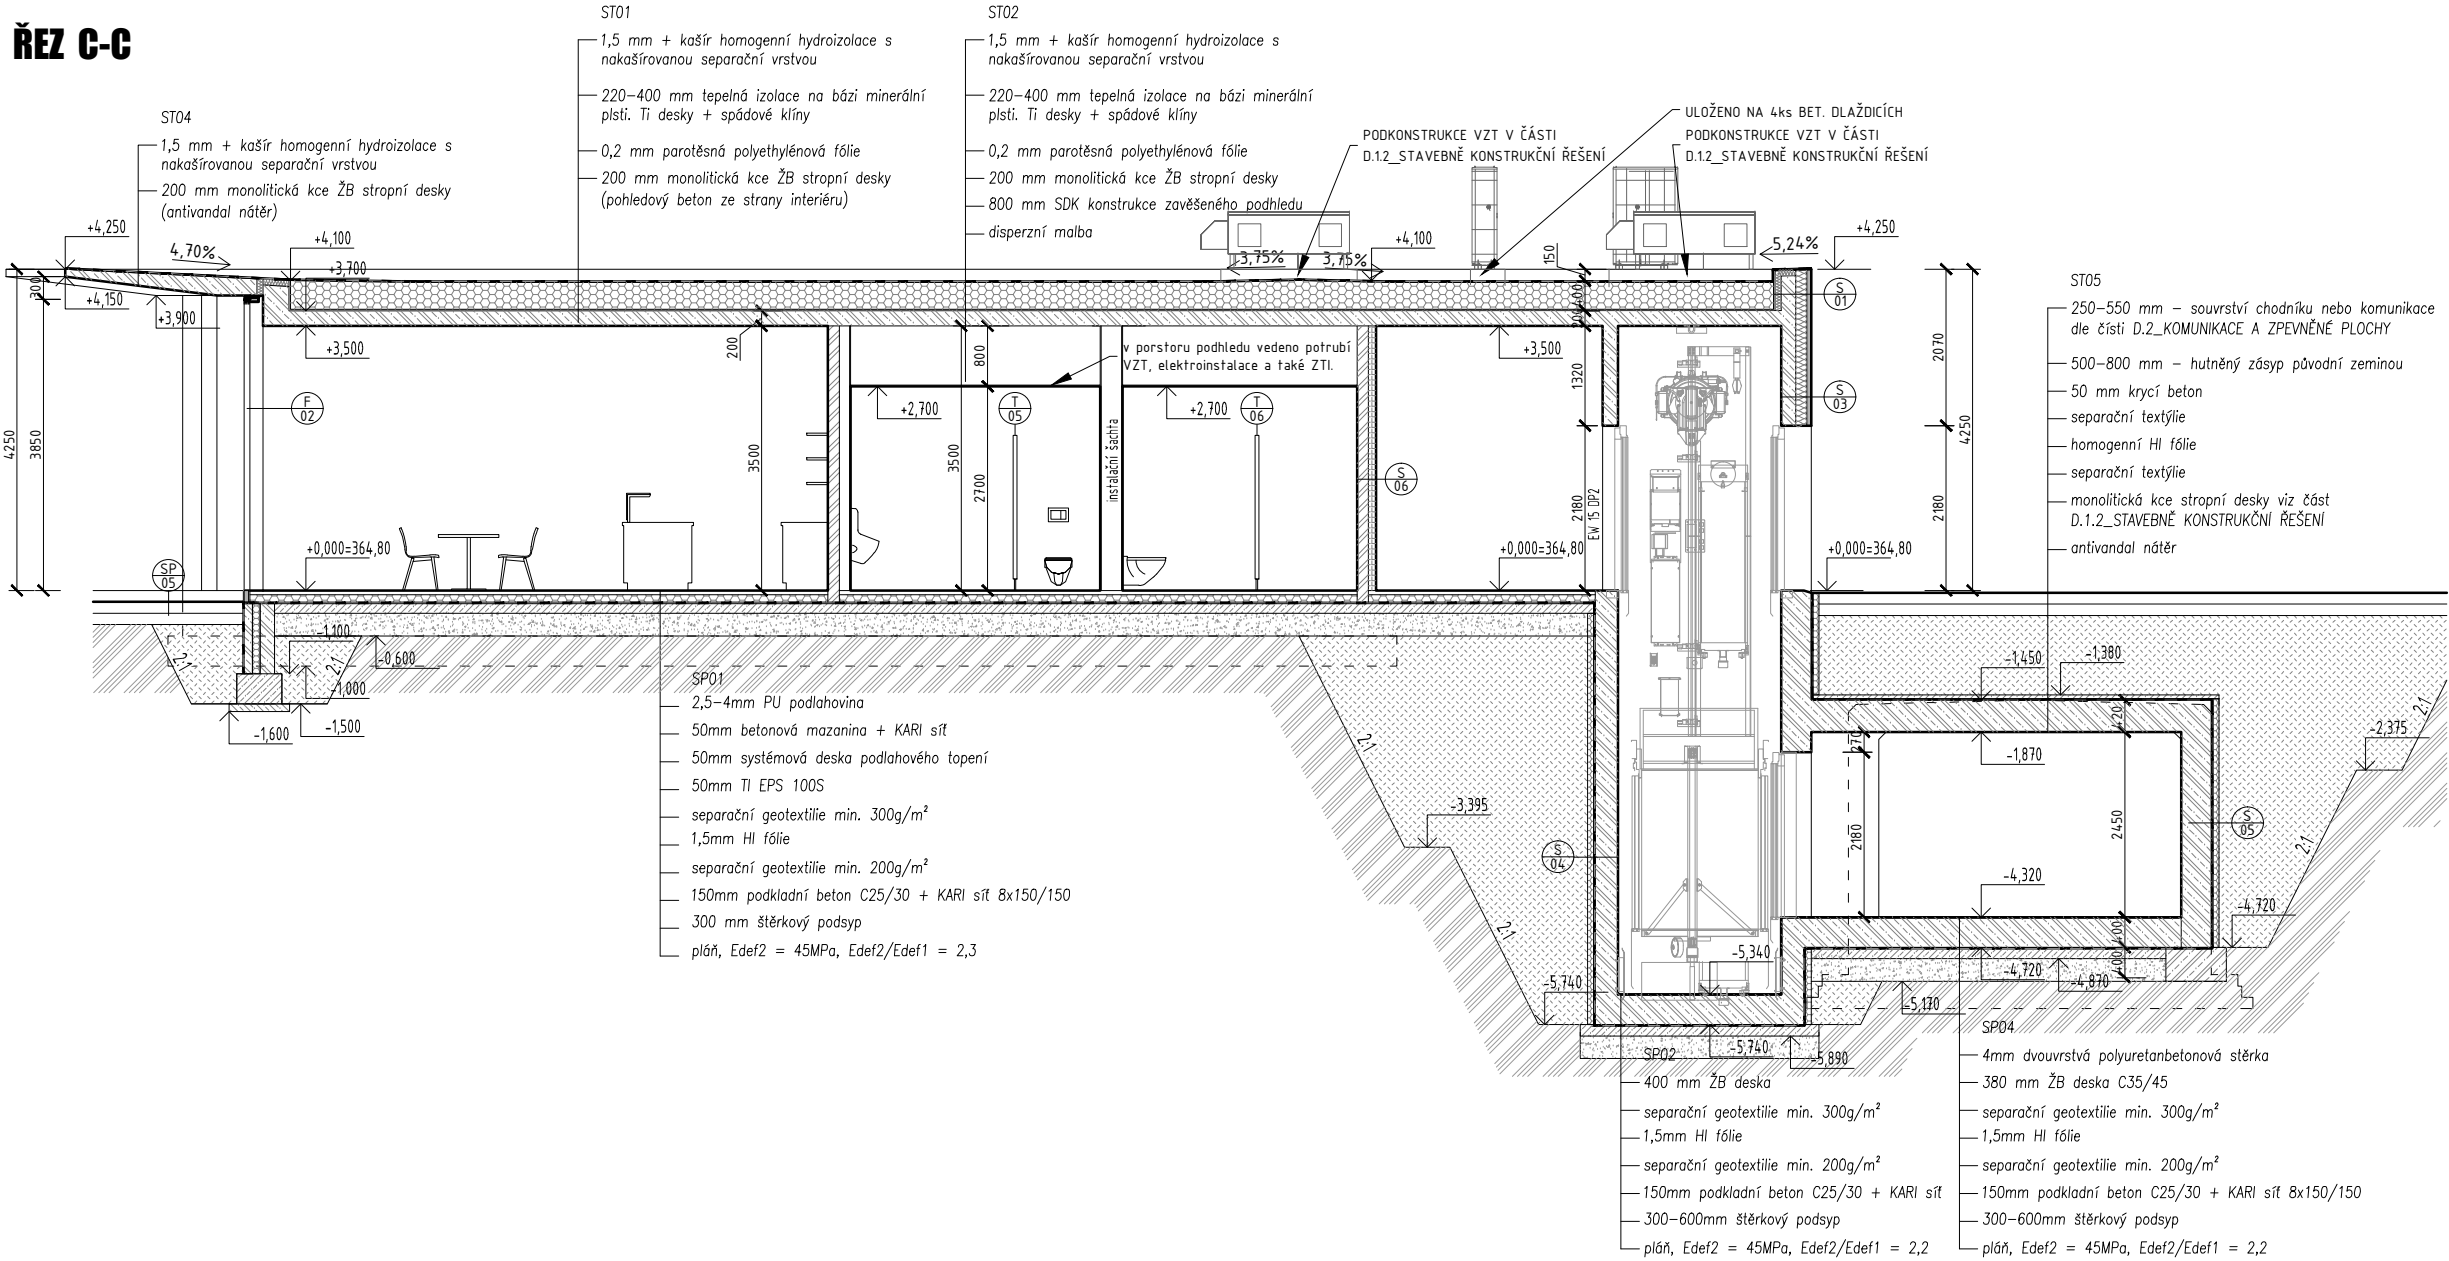 ŘEZ C-C
ST04
1,5 mm + kašír homogenní hydroizolace s
nakašírovanou separační vrstvou
200 mm monolitická kce ŽB stropní desky
(antivandal nátěr)
ST01
1,5 mm + kašír homogenní hydroizolace s
nakašírovanou separační vrstvou
220-400 mm tepelná izolace na bázi minerální
plsti. Ti desky + spádové klíny
0,2 mm parotěsná polyethylénová fólie
200 mm monolitická kce ŽB stropní desky
(pohledový beton ze strany interiéru)
ST02
1,5 mm + kašír homogenní hydroizolace s
nakašírovanou separační vrstvou
220-400 mm tepelná izolace na bázi minerální
plsti. Ti desky + spádové klíny
0,2 mm parotěsná polyethylénová fólie
200 mm monolitická kce ŽB stropní desky
800 mm SDK konstrukce zavěšeného podhledu
disperzní malba
PODKONSTRUKCE VZT V ČÁSTI
D.1.2_STAVEBNĚ KONSTRUKČNÍ ŘEŠENÍ
ULOŽENO NA 4ks BET. DLAŽDICÍCH
PODKONSTRUKCE VZT V ČÁSTI
D.1.2_STAVEBNĚ KONSTRUKČNÍ ŘEŠENÍ
ST05
250-550 mm - souvrství chodníku nebo komunikace
dle čísti D.2_KOMUNIKACE A ZPEVNĚNÉ PLOCHY
500-800 mm - hutněný zásyp původní zeminou
50 mm krycí beton
separační textýlie
homogenní HI fólie
separační textýlie
monolitická kce stropní desky viz část
D.1.2_STAVEBNĚ KONSTRUKČNÍ ŘEŠENÍ
antivandal nátěr
+4,250
4,70%
+4,100
+3,700
3,75%
3,75%
+4,100
150
5,24%
+4,250
300
+4,150
+3,900
+3,500
200
800
v porstoru podhledu vedeno potrubí
VZT, elektroinstalace a také ZTI.
+3,500
400
200
1320
S
01
S
03
2070
4250
4250
3850
F
02
3500
3500
2700
+2,700
T
05
instalační šachta
+2,700
T
06
S
06
2180
EW 15 DP2
2180
SP
05
+0,000=364,80
+0,000=364,80
+0,000=364,80
2:1
2:1
-1,100
-0,600
-1,000
-1,500
-1,600
SP01
2,5-4mm PU podlahovina
50mm betonová mazanina + KARI síť
50mm systémová deska podlahového topení
50mm TI EPS 100S
separační geotextilie min. 300g/m²
1,5mm HI fólie
separační geotextilie min. 200g/m²
150mm podkladní beton C25/30 + KARI síť 8x150/150
300 mm štěrkový podsyp
pláň, Edef2 = 45MPa, Edef2/Edef1 = 2,3
2:1
-3,395
2:1
-5,740
S
04
-1,450
-1,380
420
270
-1,870
2180
2450
-4,320
400
400
S
05
2:1
-2,375
2:1
-4,720
-5,340
-4,720
-4,870
-5,170
-5,740
-5,890
SP02
400 mm ŽB deska
separační geotextilie min. 300g/m²
1,5mm HI fólie
separační geotextilie min. 200g/m²
150mm podkladní beton C25/30 + KARI síť
300-600mm štěrkový podsyp
pláň, Edef2 = 45MPa, Edef2/Edef1 = 2,2
SP04
4mm dvouvrstvá polyuretanbetonová stěrka
380 mm ŽB deska C35/45
separační geotextilie min. 300g/m²
1,5mm HI fólie
separační geotextilie min. 200g/m²
150mm podkladní beton C25/30 + KARI síť 8x150/150
300-600mm štěrkový podsyp
pláň, Edef2 = 45MPa, Edef2/Edef1 = 2,2